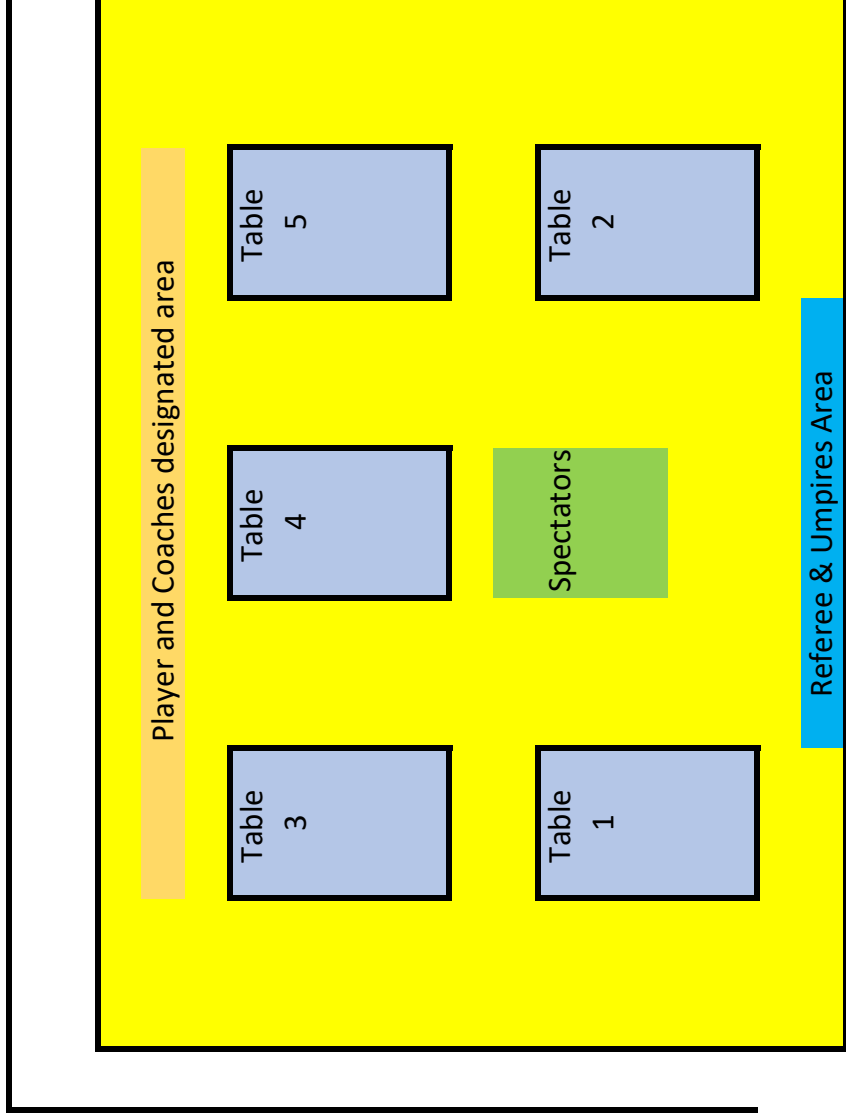 Player and Coaches designated area
Table
3
Table
4
Table
5
Table
1
Spectators
Table
2
Referee & Umpires Area